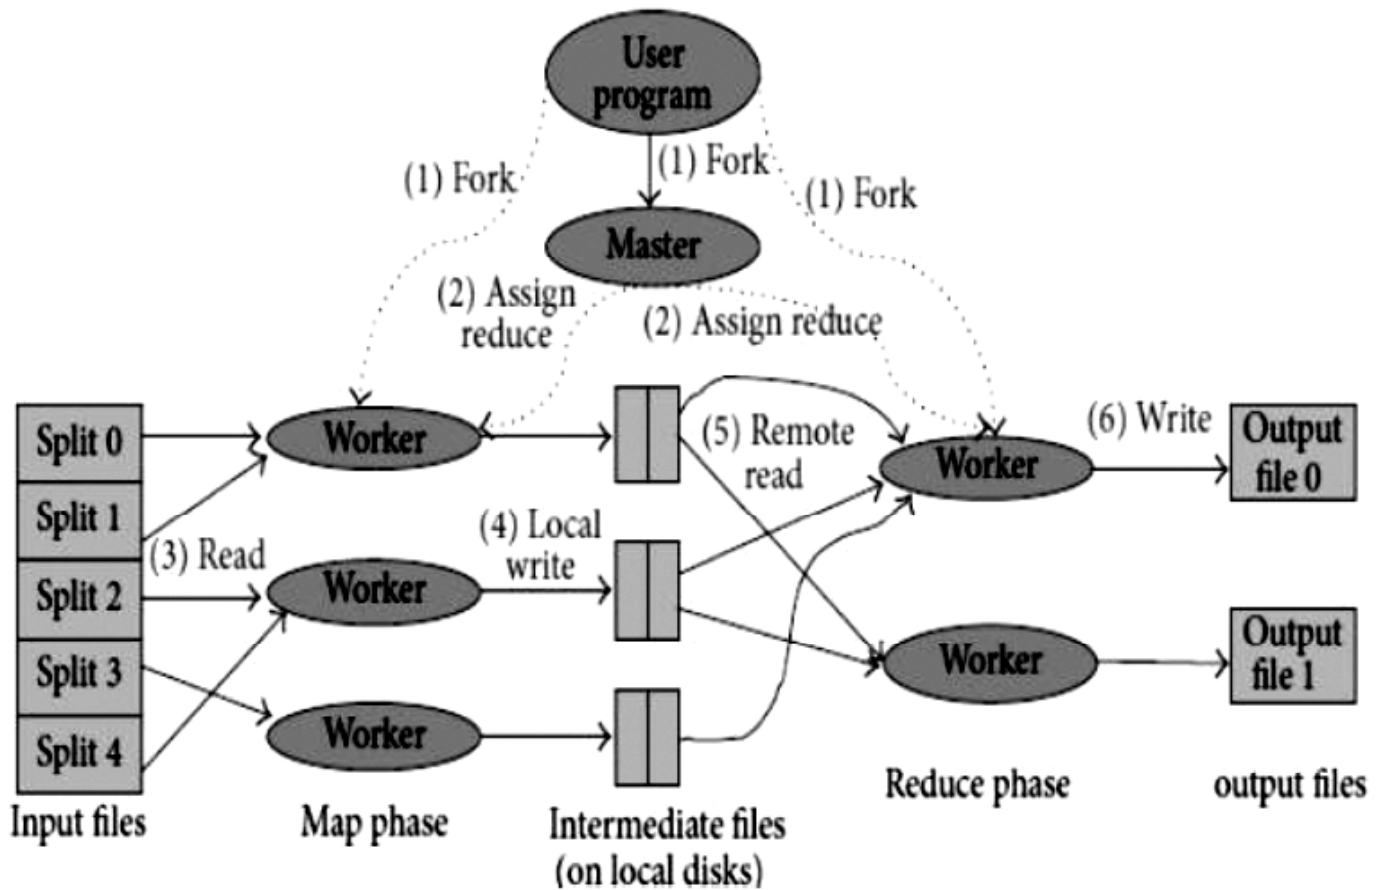 User
program
(1) Fork
(1) Fork
(1) Fork
Master
(2) Assign
reduce
(2) Assign reduce
Split 0
Split 1
Split 2
Split 3
Split 4
(3) Read
Worker
Worker
Worker
(4) Local
write
(5) Remote
read
Worker
Worker
(6) Write
Output
file 0
Output
file 1
Input files
Map phase
Intermediate files
(on local disks)
Reduce phase
output files